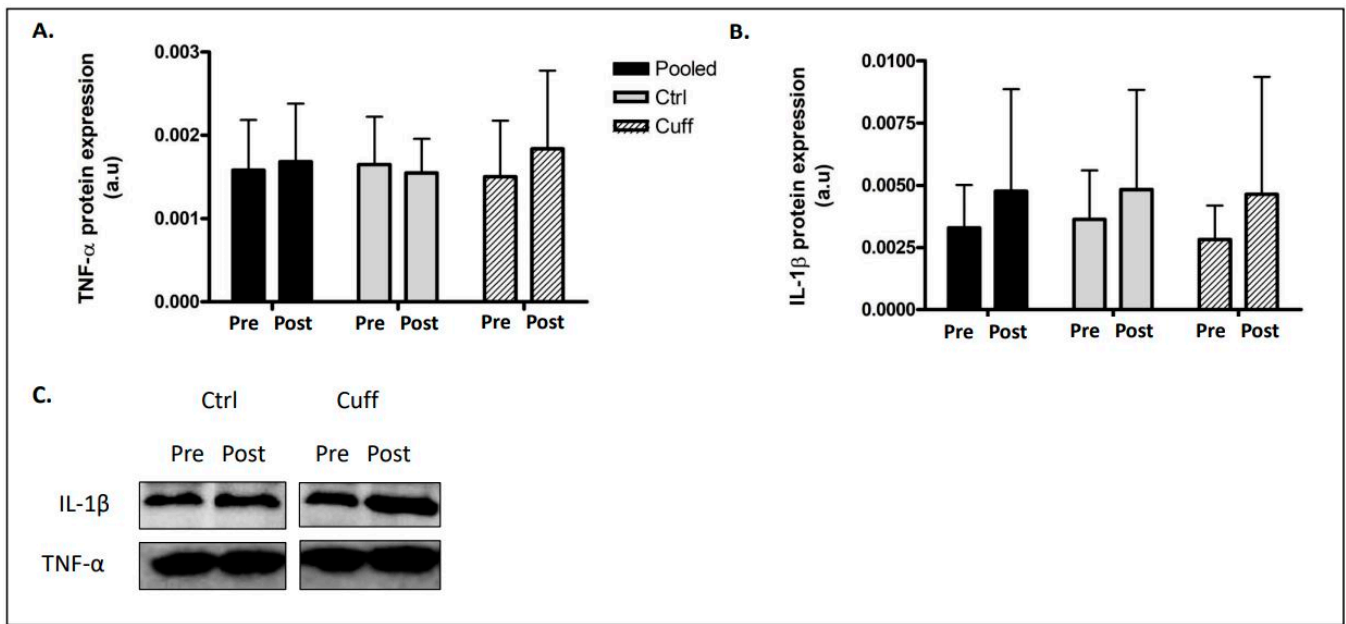 A.
TNF-α protein expression
(a.u)
0.003
0.002
0.001
0.000
Pre Post Pre Post Pre Post
Pooled
Ctrl
Cuff
B.
IL-1β protein expression
(a.u)
0.0100
0.0075
0.0050
0.0025
0.0000
Pre Post Pre Post Pre Post
C.
Ctrl Cuff
Pre Post Pre Post
IL-1β
TNF-α